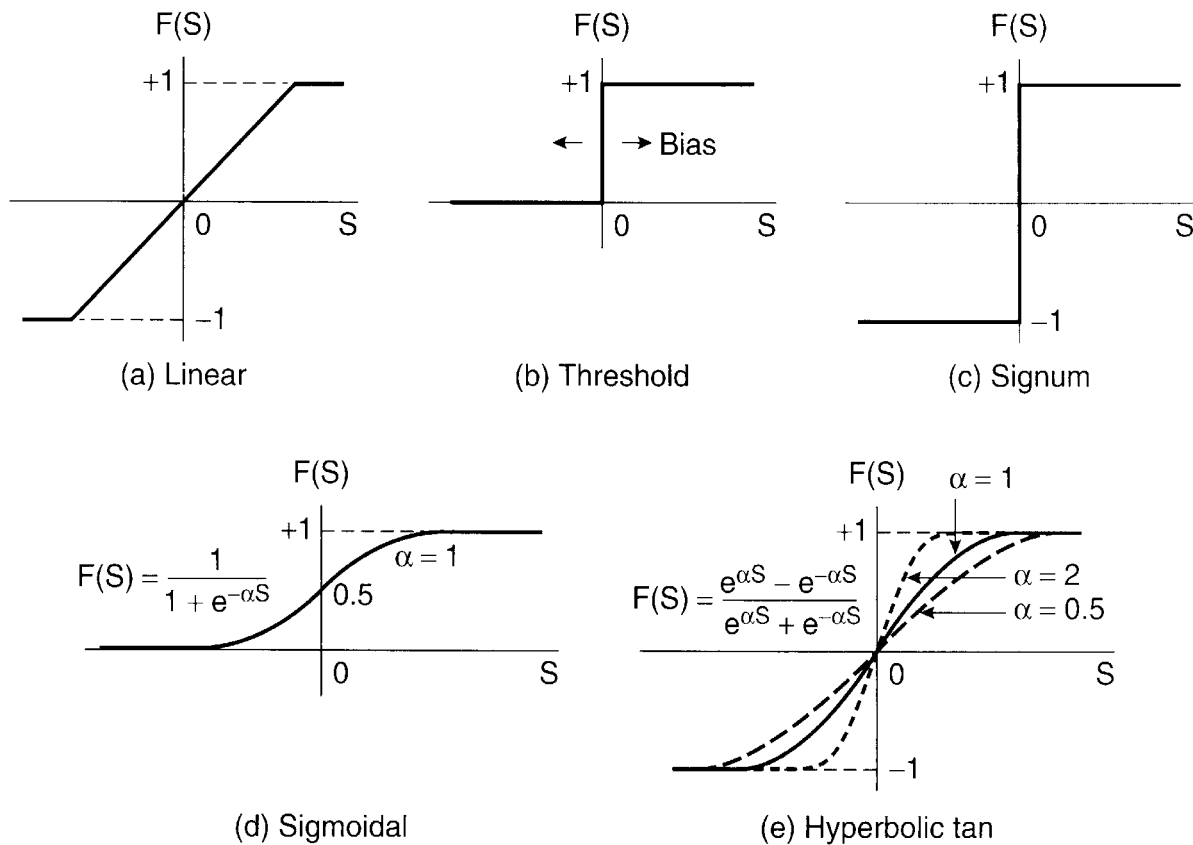 F(S) F(S) F(S)
+1 +1 +1
← → Bias
0 S 0 S 0 S
−1 −1
(a) Linear (b) Threshold (c) Signum
F(S) F(S)
α = 1
+1 +1
F(S) = 1 / (1 + e^{−αS}) α = 1
0.5
F(S) = (e^{αS} − e^{−αS}) / (e^{αS} + e^{−αS}) α = 2
α = 0.5
0 S 0 S
−1
(d) Sigmoidal (e) Hyperbolic tan